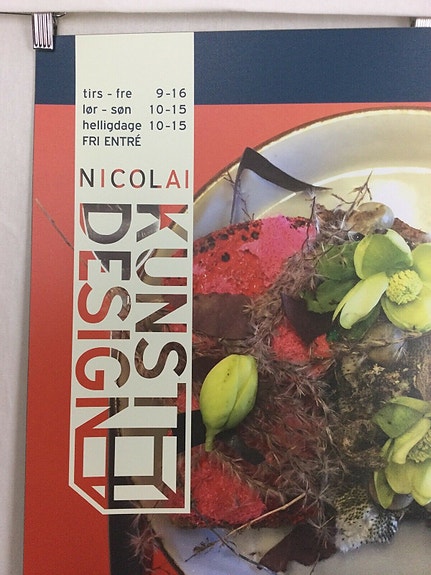 tirs - fre 9-16
lør - søn 10-15
helligdage 10-15
FRI ENTRÉ
NICOLAI
KUNST
DESIGN